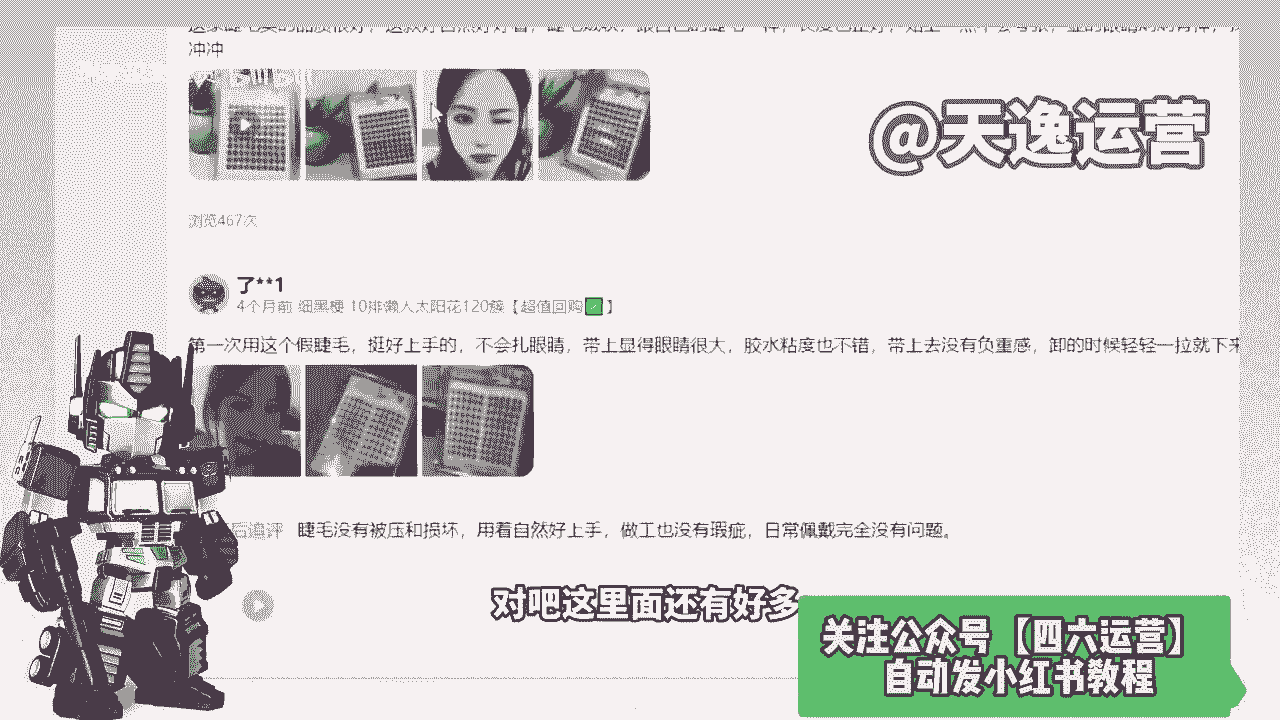 冲冲
@天逸运营
浏览467次
了**1
4个月前 细黑梗 10排懒人太阳花120簇【超值回购✅】
第一次用这个假睫毛，挺好上手的，不会扎眼睛，带上显得眼睛很大，胶水粘度也不错，带上去没有负重感，卸的时候轻轻一拉就下来
后追评 睫毛没有被压和损坏，用着自然好上手，做工也没有瑕疵，日常佩戴完全没有问题。
对吧这里面还有好多
关注公众号【四六运营】
自动发小红书教程